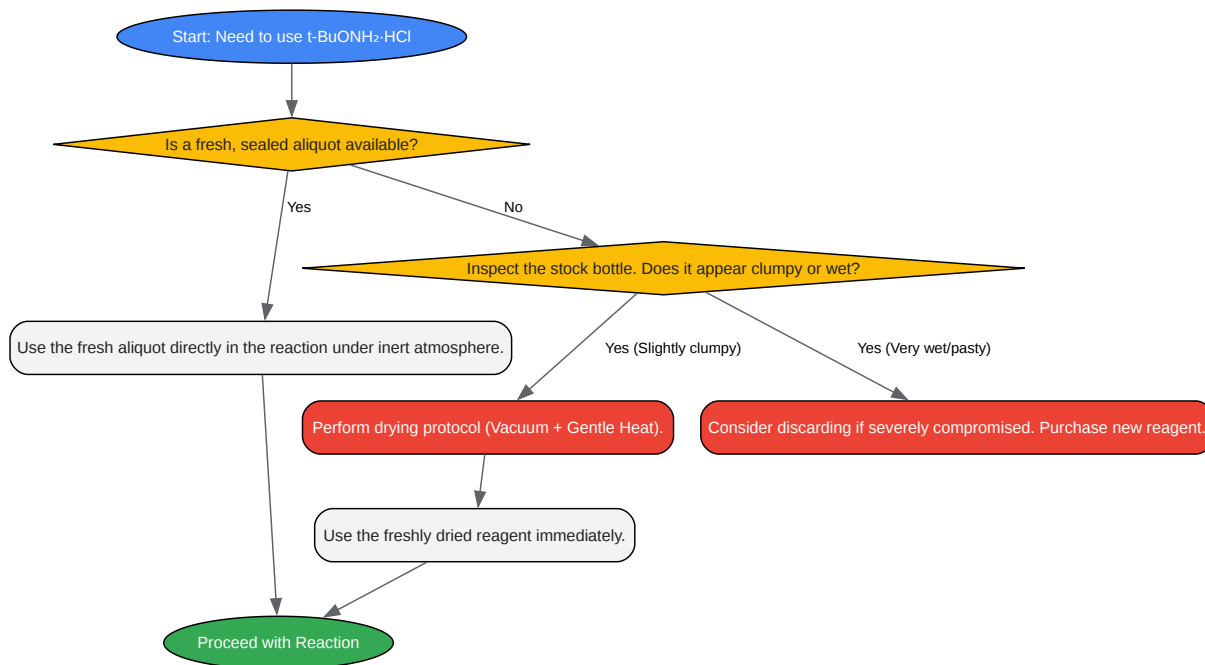 Start: Need to use t-BuONH₂·HCl
Is a fresh, sealed aliquot available?
Yes
No
Inspect the stock bottle. Does it appear clumpy or wet?
Use the fresh aliquot directly in the reaction under inert atmosphere.
Yes (Slightly clumpy)
Yes (Very wet/pasty)
Perform drying protocol (Vacuum + Gentle Heat).
Consider discarding if severely compromised. Purchase new reagent.
Use the freshly dried reagent immediately.
Proceed with Reaction